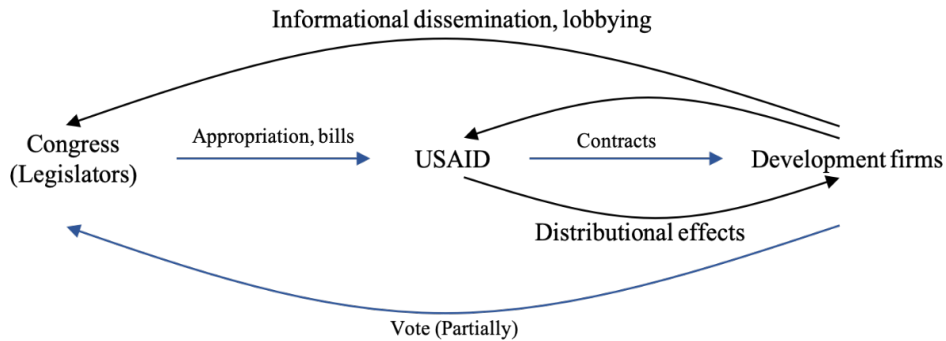 Informational dissemination, lobbying
Appropriation, bills
Contracts
Congress
(Legislators)
USAID
Development firms
Distributional effects
Vote (Partially)